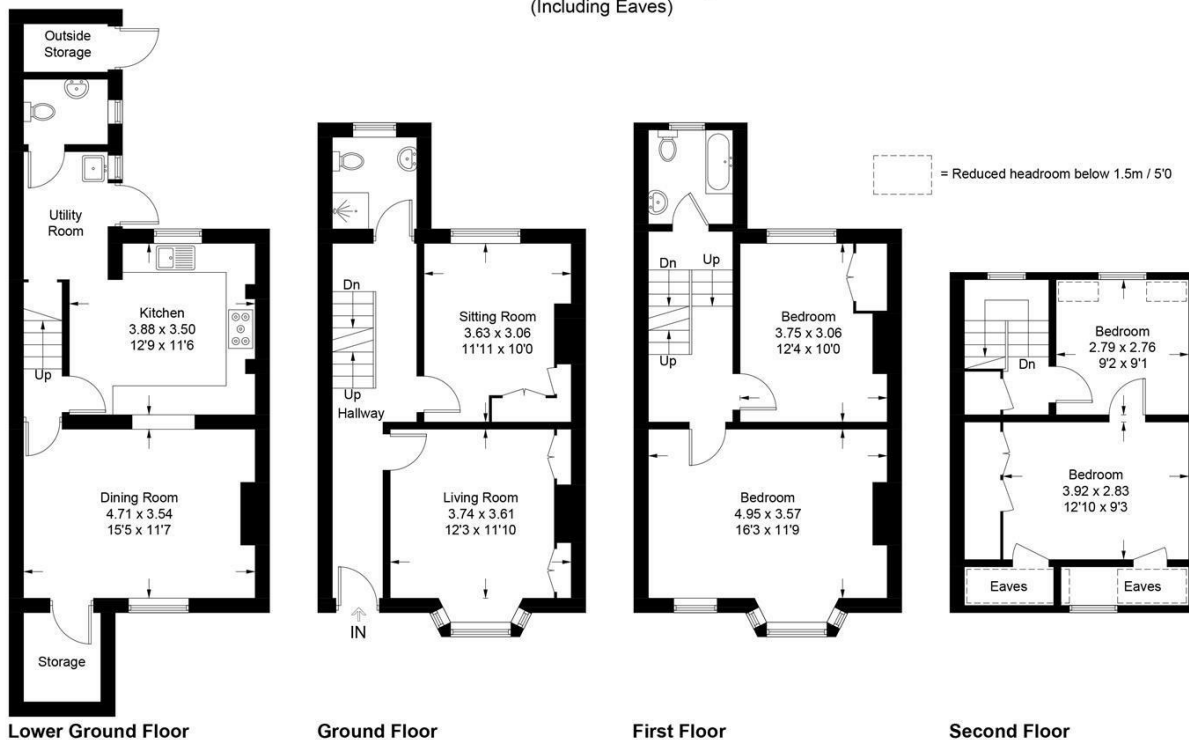 (Including Eaves)
Outside
Storage
Utility
Room
Kitchen
3.88 x 3.50
12'9 x 11'6
Up
Dining Room
4.71 x 3.54
15'5 x 11'7
Storage
Lower Ground Floor
Dn
Sitting Room
3.63 x 3.06
11'11 x 10'0
Up
Hallway
Living Room
3.74 x 3.61
12'3 x 11'10
IN
Ground Floor
Dn
Up
Bedroom
3.75 x 3.06
12'4 x 10'0
Up
Bedroom
4.95 x 3.57
16'3 x 11'9
First Floor
= Reduced headroom below 1.5m / 5'0
Bedroom
2.79 x 2.76
9'2 x 9'1
Dn
Bedroom
3.92 x 2.83
12'10 x 9'3
Eaves
Eaves
Second Floor